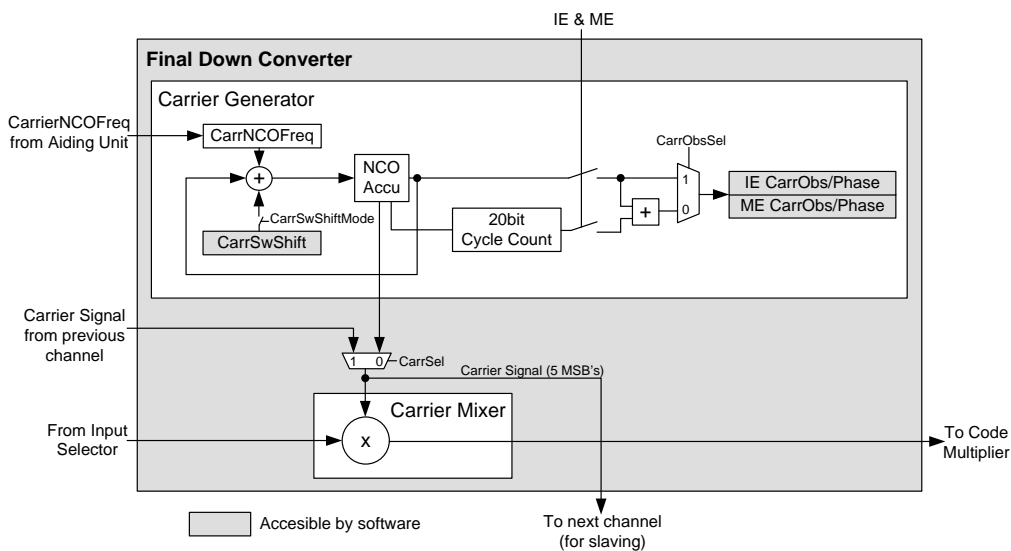 IE & ME
Final Down Converter
Carrier Generator
CarrierNCOFreq
from Aiding Unit
CarrNCOFreq
NCO
Accu
+
CarrSwShiftMode
CarrSwShift
20bit
Cycle Count
+
CarrObsSel
1
0
IE CarrObs/Phase
ME CarrObs/Phase
Carrier Signal
from previous
channel
1 0
CarrSel
Carrier Signal (5 MSB's)
Carrier Mixer
From Input
Selector
x
To Code
Multiplier
Accesible by software
To next channel
(for slaving)